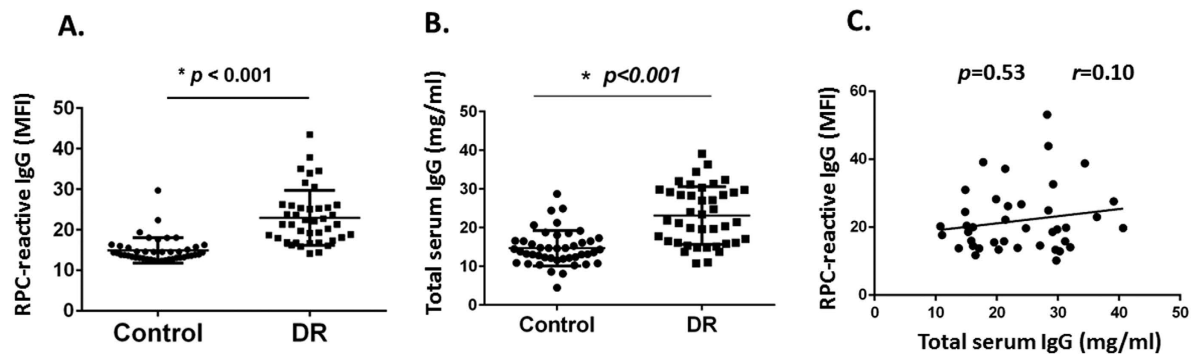 A.
* p < 0.001
RPC-reactive IgG (MFI)
50
40
30
20
10
0
Control DR
B.
* p<0.001
Total serum IgG (mg/ml)
50
40
30
20
10
0
Control DR
C.
p=0.53 r=0.10
RPC-reactive IgG (MFI)
60
40
20
0
0 10 20 30 40 50
Total serum IgG (mg/ml)